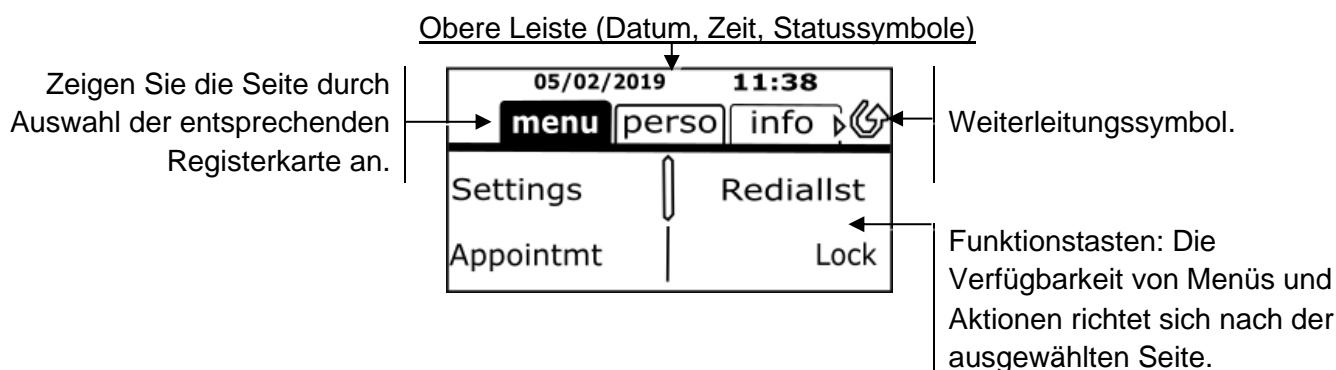 Obere Leiste (Datum, Zeit, Statussymbole)
Zeigen Sie die Seite durch
Auswahl der entsprechenden
Registerkarte an.
05/02/2019 11:38
menu perso info
Settings Rediallst
Appointmt Lock
Weiterleitungssymbol.
Funktionstasten: Die
Verfügbarkeit von Menüs und
Aktionen richtet sich nach der
ausgewählten Seite.